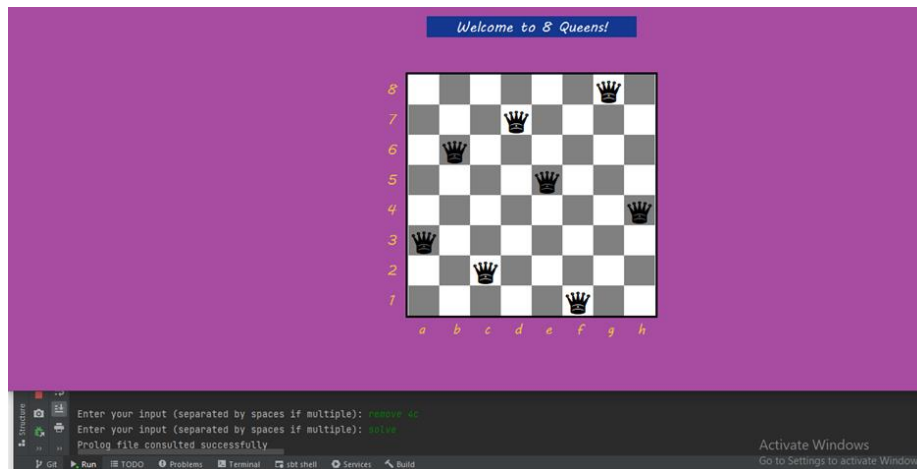 Welcome to 8 Queens!
8
7
6
5
4
3
2
1
a b c d e f g h
Structure
Enter your input (separated by spaces if multiple): remove 4c
Enter your input (separated by spaces if multiple): solve
Prolog file consulted successfully
Activate Windows
Go to Settings to activate Window
Git Run TODO Problems Terminal sbt shell Services Build